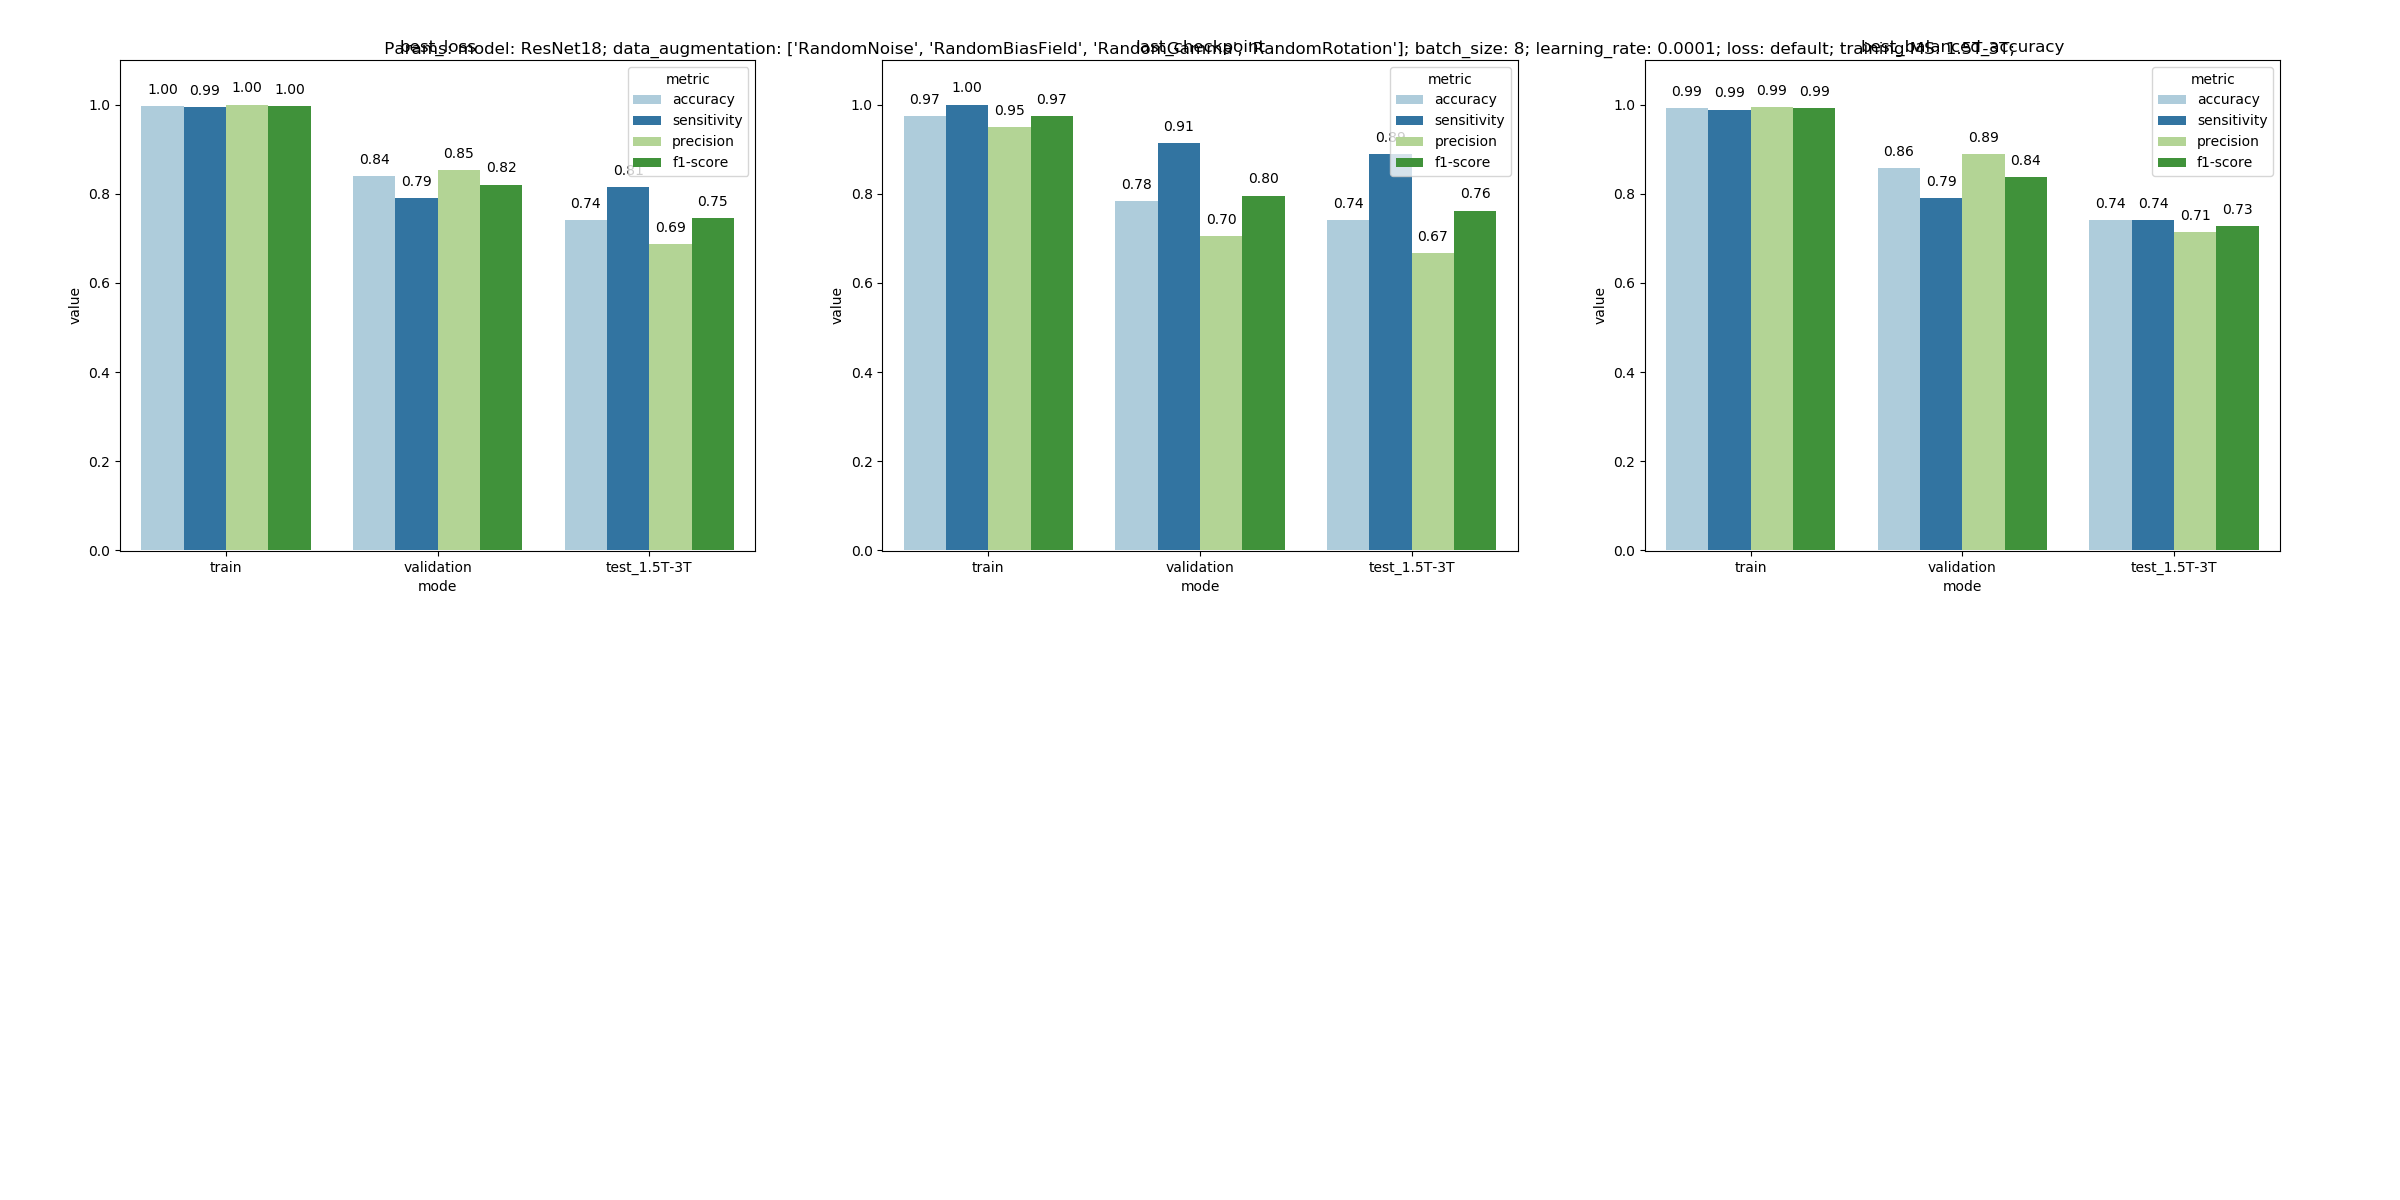 best_loss
last_checkpoint
best_balanced_accuracy
Params: model: ResNet18; data_augmentation: ['RandomNoise', 'RandomBiasField', 'RandomGamma', 'RandomRotation']; batch_size: 8; learning_rate: 0.0001; loss: default; training MS: 1.5T-3T;
metric
accuracy
sensitivity
precision
f1-score
1.00 0.99 1.00 1.00
0.84 0.79 0.85 0.82
0.74 0.81 0.69 0.75
1.0
0.8
0.6
0.4
0.2
0.0
value
train validation test_1.5T-3T
mode
metric
accuracy
sensitivity
precision
f1-score
0.97 1.00 0.95 0.97
0.78 0.91 0.70 0.80
0.74 0.89 0.67 0.76
1.0
0.8
0.6
0.4
0.2
0.0
value
train validation test_1.5T-3T
mode
metric
accuracy
sensitivity
precision
f1-score
0.99 0.99 0.99 0.99
0.86 0.79 0.89 0.84
0.74 0.74 0.71 0.73
1.0
0.8
0.6
0.4
0.2
0.0
value
train validation test_1.5T-3T
mode